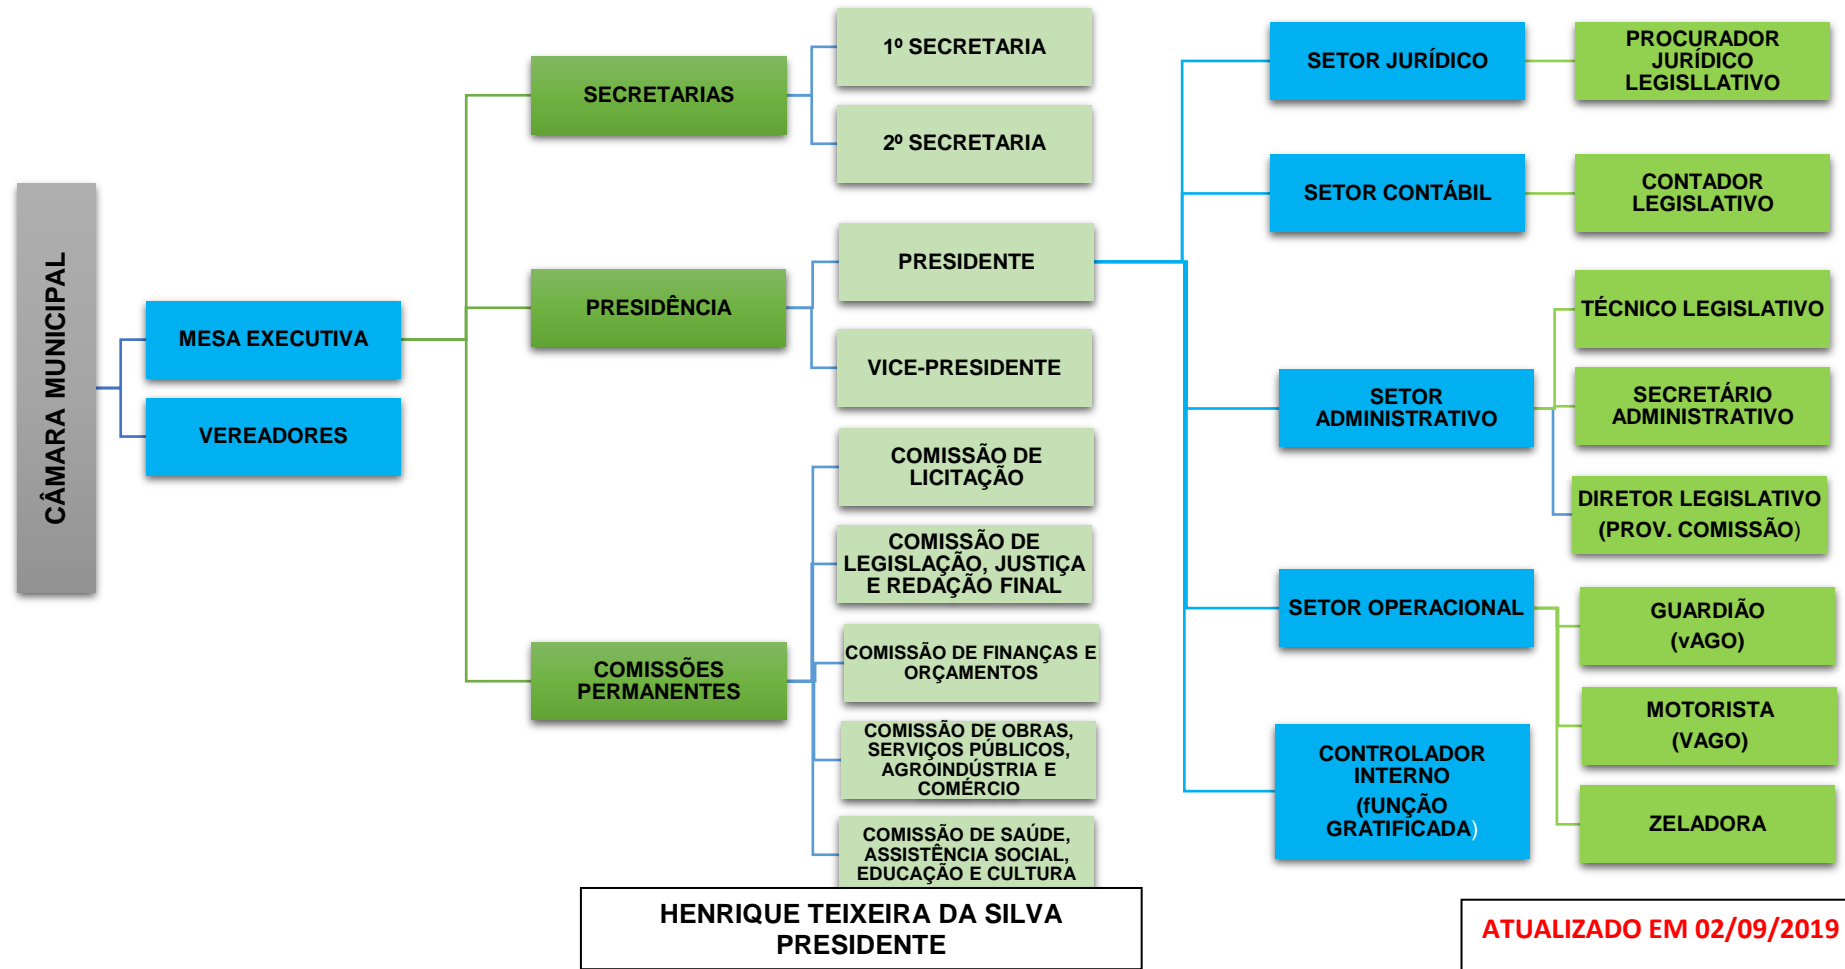 CÂMARA MUNICIPAL
MESA EXECUTIVA
VEREADORES
SECRETARIAS
PRESIDÊNCIA
COMISSÕES
PERMANENTES
1º SECRETARIA
2º SECRETARIA
PRESIDENTE
VICE-PRESIDENTE
COMISSÃO DE
LICITAÇÃO
COMISSÃO DE
LEGISLAÇÃO, JUSTIÇA
E REDAÇÃO FINAL
COMISSÃO DE FINANÇAS E
ORÇAMENTOS
COMISSÃO DE OBRAS,
SERVIÇOS PÚBLICOS,
AGROINDÚSTRIA E
COMÉRCIO
COMISSÃO DE SAÚDE,
ASSISTÊNCIA SOCIAL,
EDUCAÇÃO E CULTURA
SETOR JURÍDICO
SETOR CONTÁBIL
SETOR
ADMINISTRATIVO
SETOR OPERACIONAL
CONTROLADOR
INTERNO
(fUNÇÃO
GRATIFICADA)
PROCURADOR
JURÍDICO
LEGISLLATIVO
CONTADOR
LEGISLATIVO
TÉCNICO LEGISLATIVO
SECRETÁRIO
ADMINISTRATIVO
DIRETOR LEGISLATIVO
(PROV. COMISSÃO)
GUARDIÃO
(vAGO)
MOTORISTA
(VAGO)
ZELADORA
HENRIQUE TEIXEIRA DA SILVA
PRESIDENTE
ATUALIZADO EM 02/09/2019